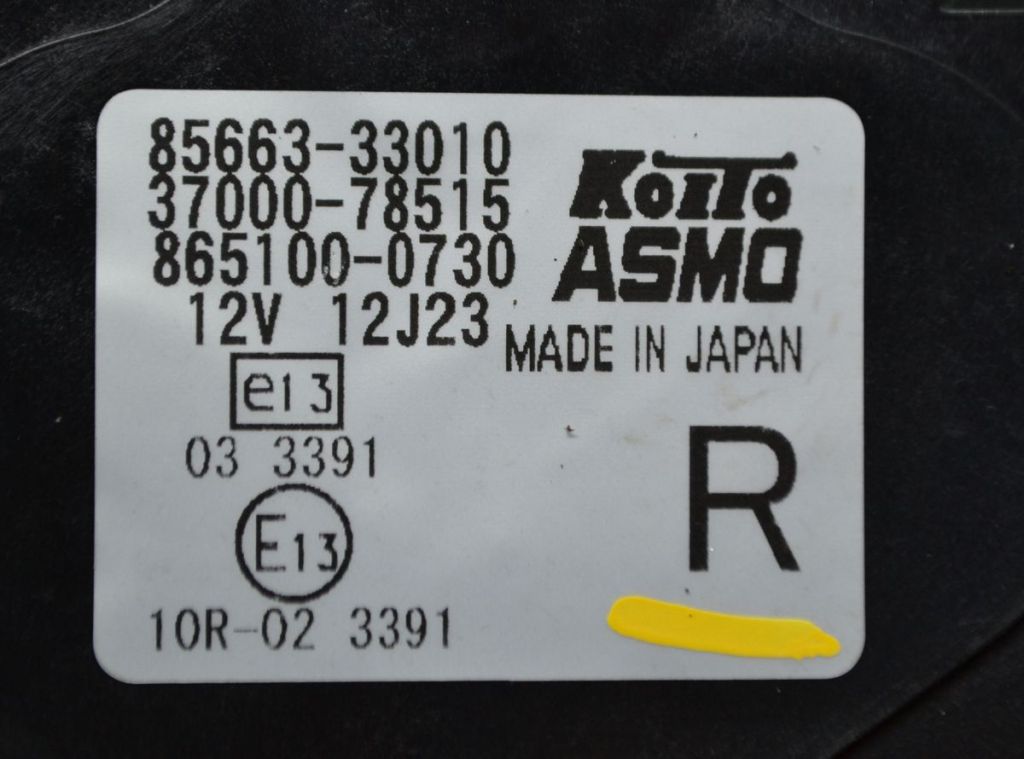 85663-33010
37000-78515
865100-0730
12V 12J23
KOITO
ASMO
MADE IN JAPAN
e13
03 3391
R
E13
10R-02 3391